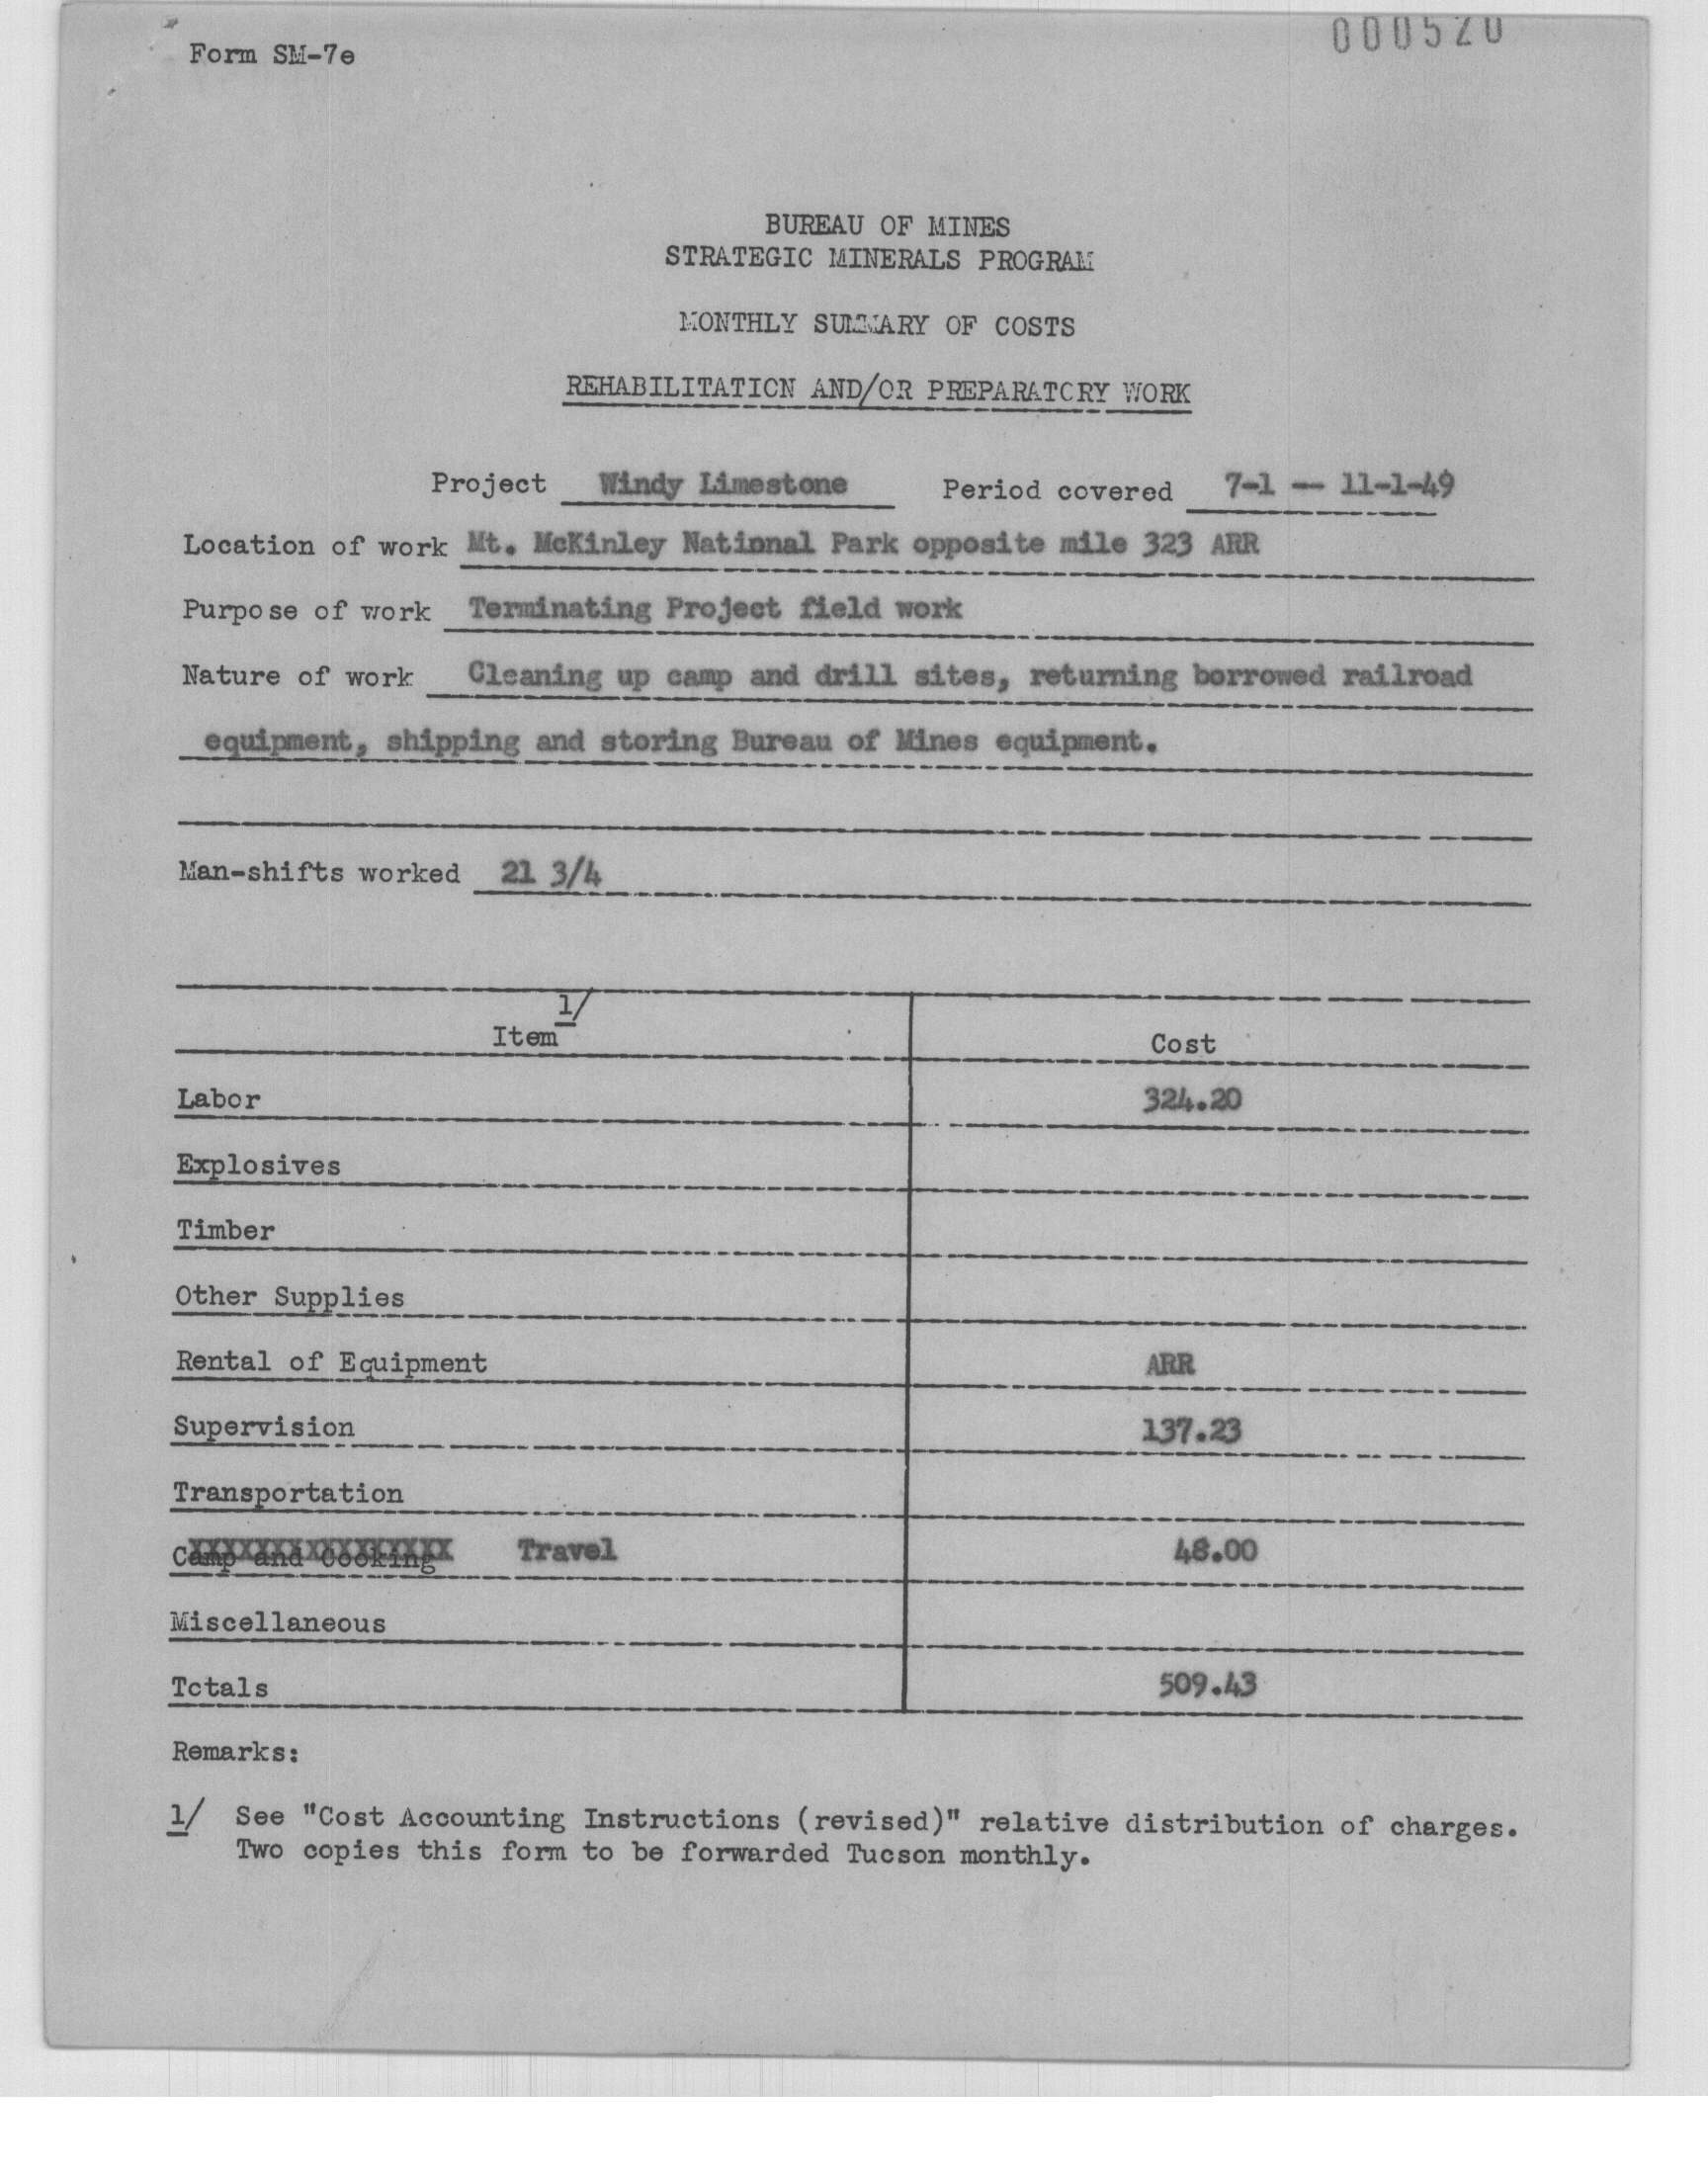 000520
Form SM-7e
BUREAU OF MINES
STRATEGIC MINERALS PROGRAM
MONTHLY SUMMARY OF COSTS
REHABILITATION AND/OR PREPARATORY WORK
Project Windy Limestone Period covered 7-1 -- 11-1-49
Location of work Mt. McKinley National Park opposite mile 323 ARR
Purpose of work Terminating Project field work
Nature of work Cleaning up camp and drill sites, returning borrowed railroad
equipment, shipping and storing Bureau of Mines equipment.
Man-shifts worked 21 3/4
Item 1/ Cost
Labor 324.20
Explosives
Timber
Other Supplies
Rental of Equipment ARR
Supervision 137.23
Transportation
Camp and Cooking Travel 48.00
Miscellaneous
Totals 509.43
Remarks:
1/ See "Cost Accounting Instructions (revised)" relative distribution of charges.
Two copies this form to be forwarded Tucson monthly.